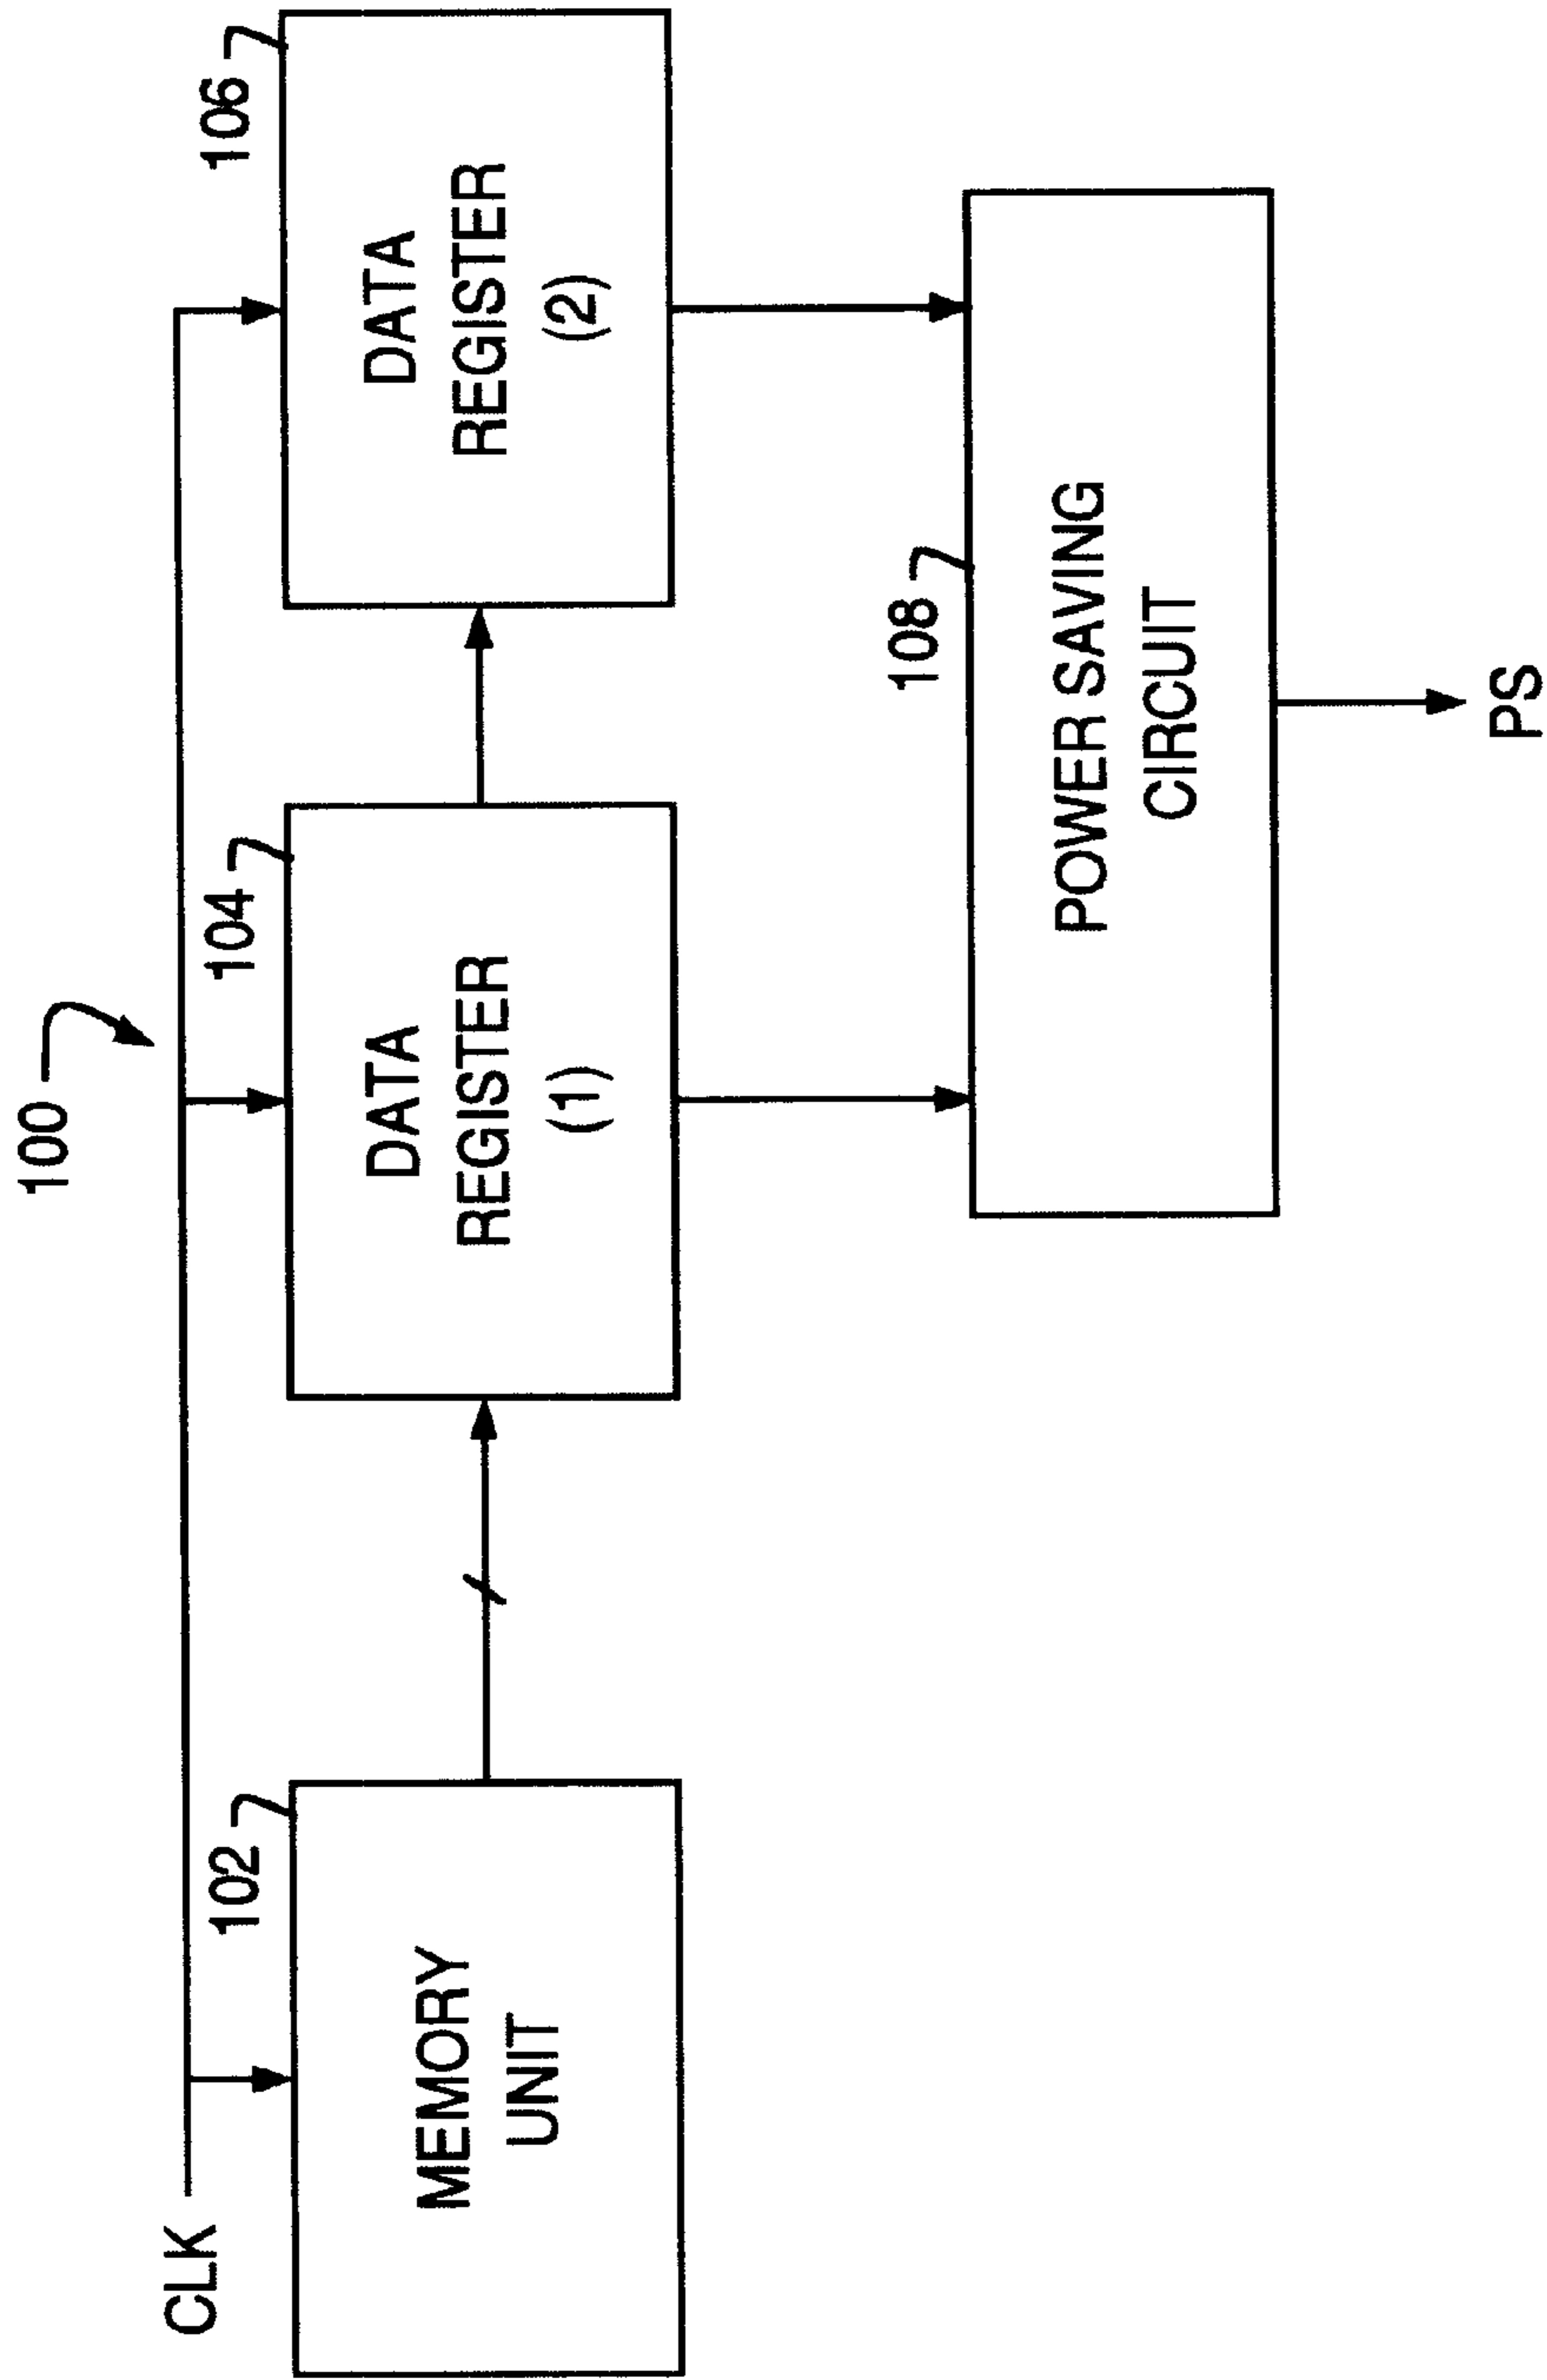 100
CLK
102
104
106
MEMORY
UNIT
DATA
REGISTER
(1)
DATA
REGISTER
(2)
108
POWER SAVING
CIRCUIT
PS